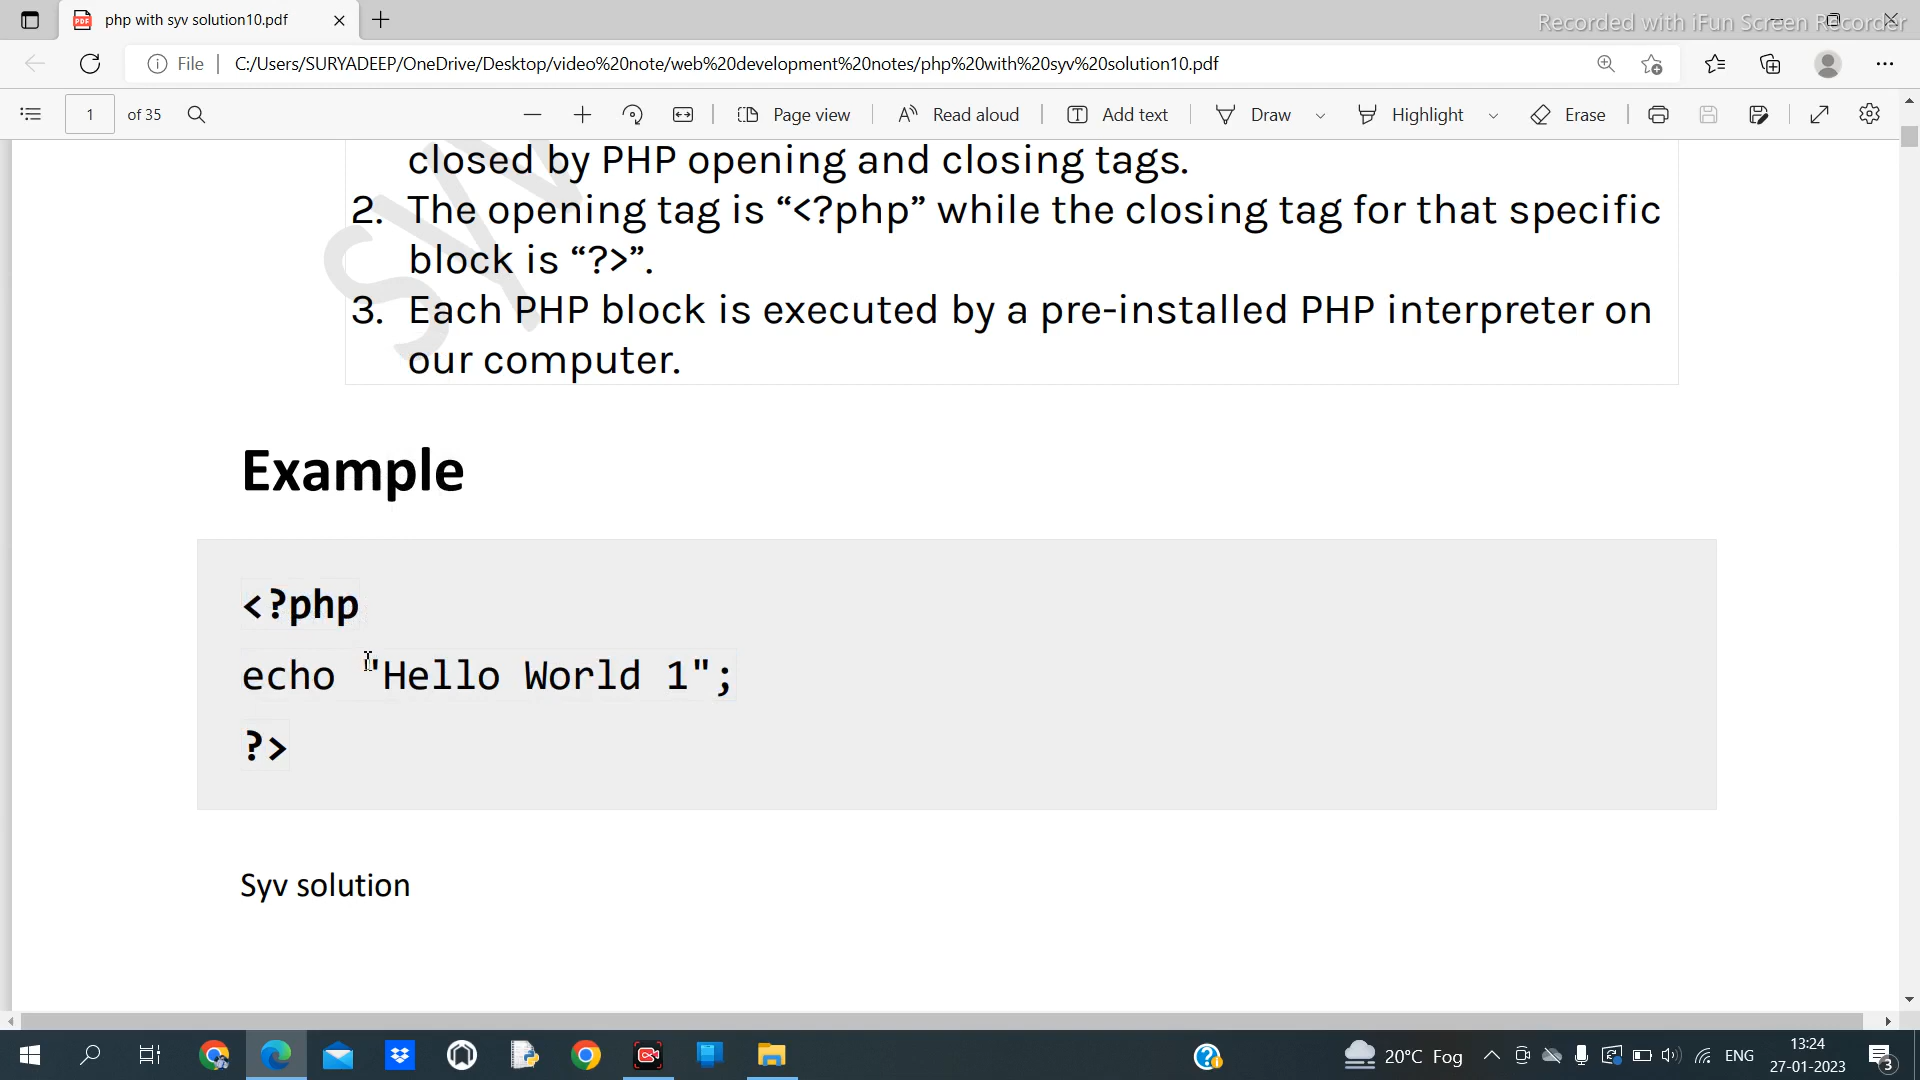 php with syv solution10.pdf
Recorded with iFun Screen Recorder
File
C:/Users/SURYADEEP/OneDrive/Desktop/video%20note/web%20development%20notes/php%20with%20syv%20solution10.pdf
1 of 35
Page view
Read aloud
Add text
Draw
Highlight
Erase
closed by PHP opening and closing tags.
2. The opening tag is “<?php” while the closing tag for that specific
block is “?>”.
3. Each PHP block is executed by a pre-installed PHP interpreter on
our computer.
Example
<?php
echo "Hello World 1";
?>
Syv solution
20°C Fog
ENG
13:24
27-01-2023
3